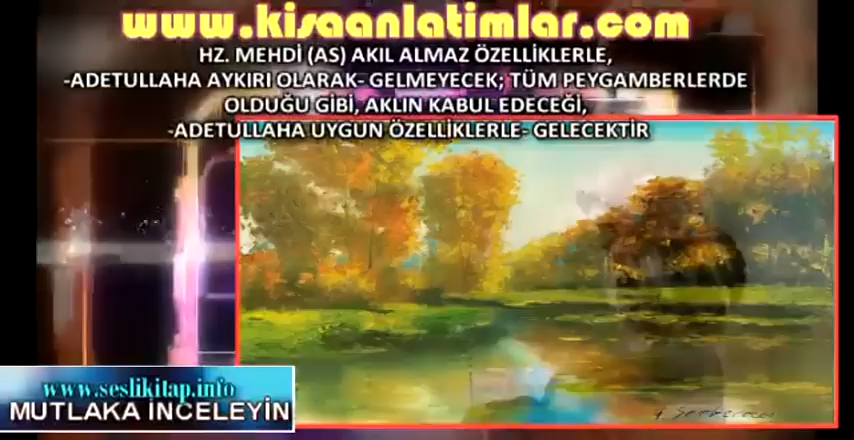 www.kisaanlatimlar.com
HZ. MEHDİ (AS) AKIL ALMAZ ÖZELLİKLERLE,
-ADETULLAHA AYKIRI OLARAK- GELMEYECEK; TÜM PEYGAMBERLERDE
OLDUĞU GİBİ, AKLIN KABUL EDECEĞİ,
-ADETULLAHA UYGUN ÖZELLİKLERLE- GELECEKTİR
www.seslikitap.info
MUTLAKA İNCELEYİN